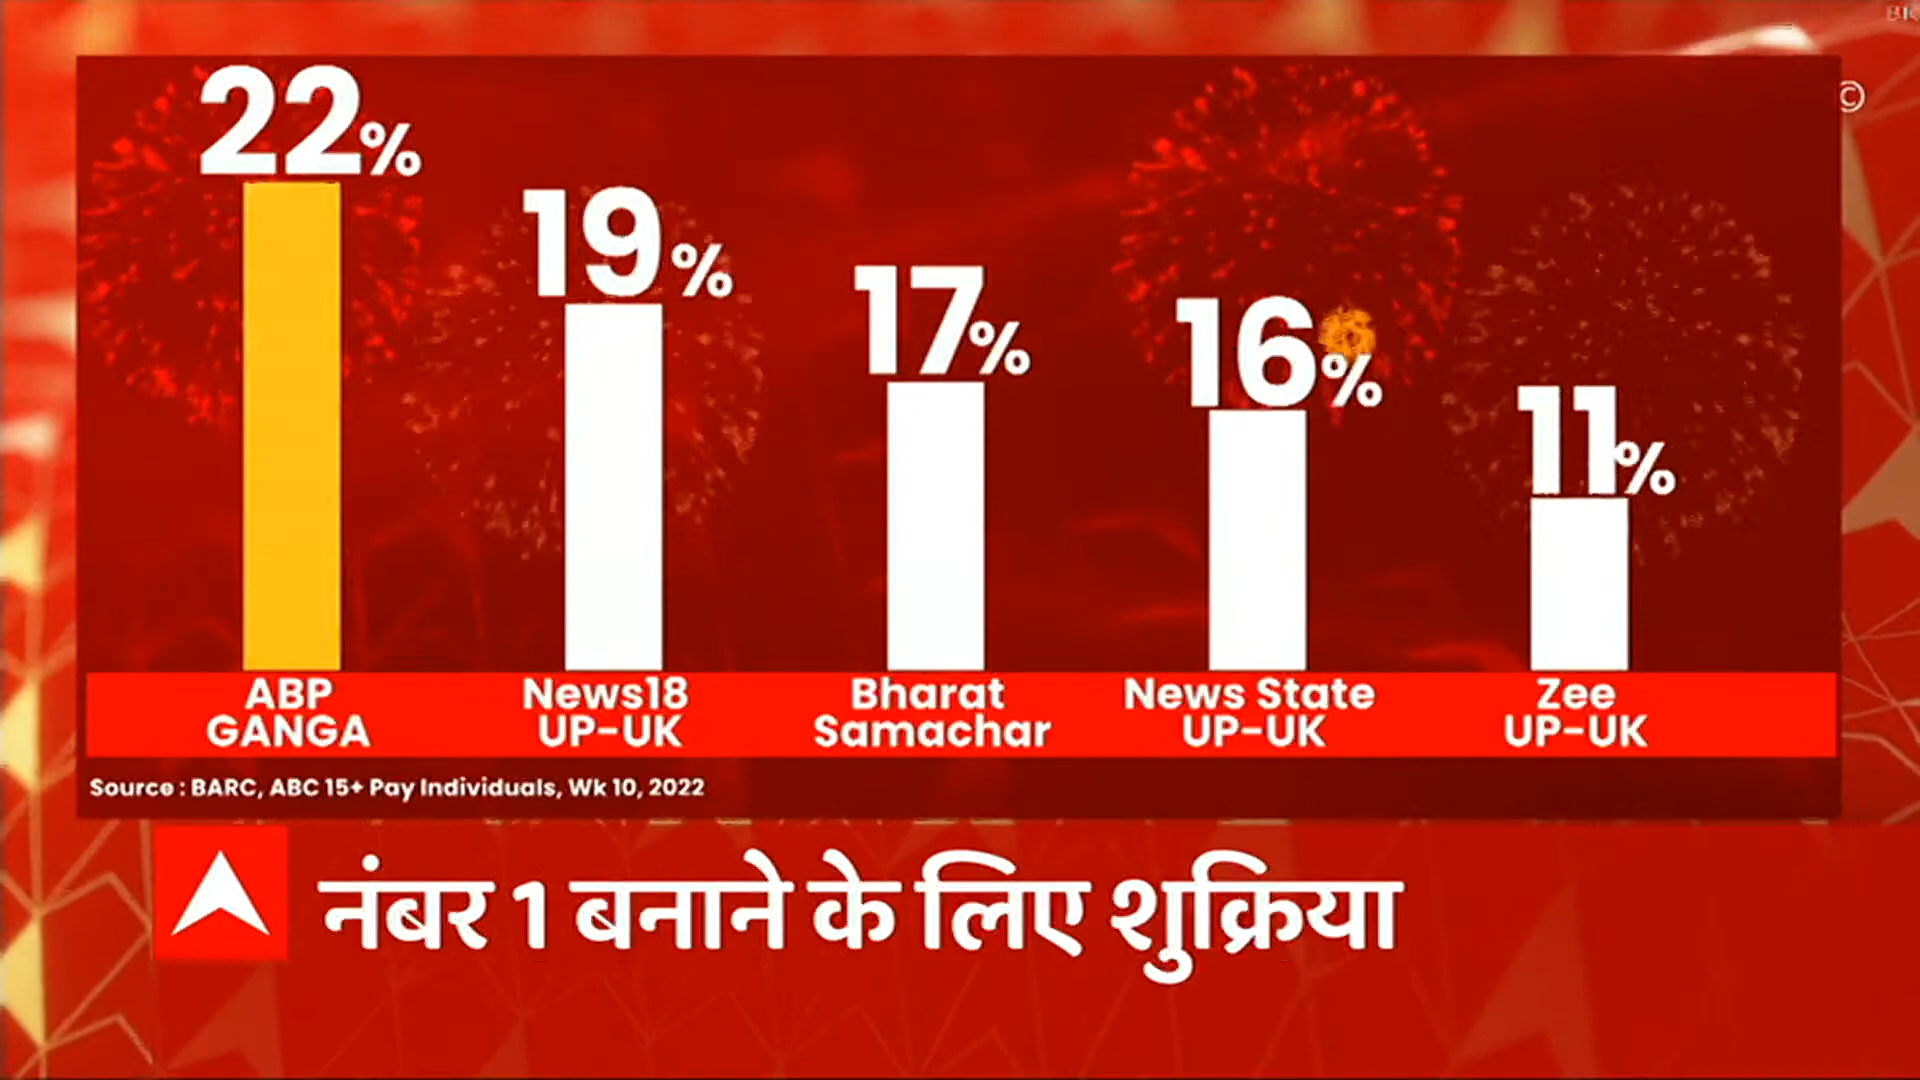 22%
19%
17%
16%
11%
ABP
GANGA
News18
UP-UK
Bharat
Samachar
News State
UP-UK
Zee
UP-UK
Source : BARC, ABC 15+ Pay Individuals, Wk 10, 2022
नंबर 1 बनाने के लिए शुक्रिया
©